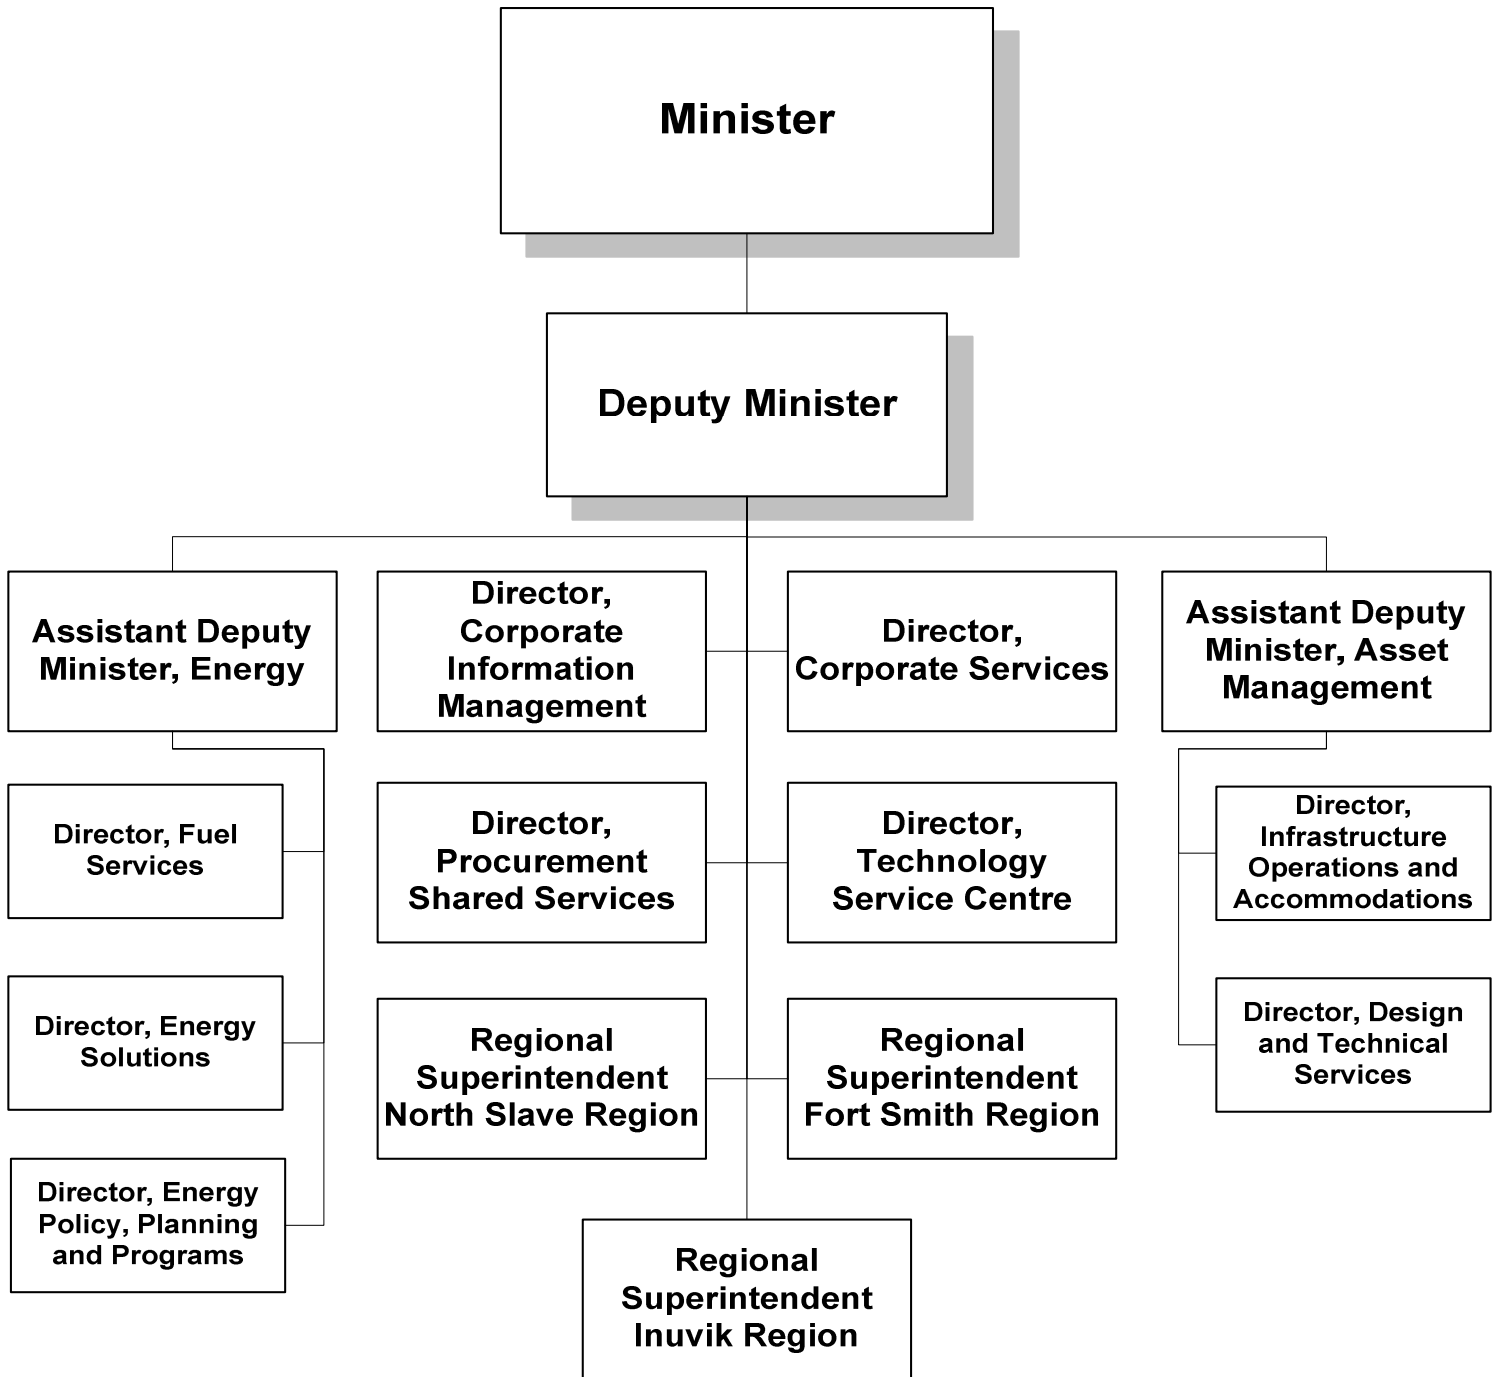 Minister
Deputy Minister
Assistant Deputy
Minister, Energy
Director,
Corporate
Information
Management
Director,
Corporate Services
Assistant Deputy
Minister, Asset
Management
Director, Fuel
Services
Director,
Procurement
Shared Services
Director,
Technology
Service Centre
Director,
Infrastructure
Operations and
Accommodations
Director, Energy
Solutions
Regional
Superintendent
North Slave Region
Regional
Superintendent
Fort Smith Region
Director, Design
and Technical
Services
Director, Energy
Policy, Planning
and Programs
Regional
Superintendent
Inuvik Region